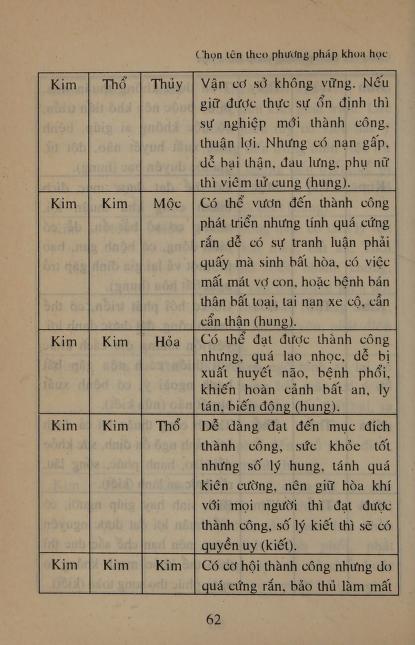 Chọn tên theo phương pháp khoa học
Kim Thổ Thủy Vận cơ sở không vững. Nếu
giữ được thực sự ổn định thì
sự nghiệp mới thành công,
thuận lợi. Nhưng có nạn gấp,
dễ bại thận, đau lưng, phụ nữ
thì viêm tử cung (hung).
Kim Kim Mộc Có thể vươn đến thành công
phát triển nhưng tính quá cứng
rắn dễ có sự tranh luận phải
quấy mà sinh bất hòa, có việc
mất mát vợ con, hoặc bệnh bán
thân bất toại, tai nạn xe cộ, cần
cẩn thận (hung).
Kim Kim Hỏa Có thể đạt được thành công
nhưng, quá lao nhọc, dễ bị
xuất huyết não, bệnh phổi,
khiến hoàn cảnh bất an, ly
tán, biến động (hung).
Kim Kim Thổ Dễ dàng đạt đến mục đích
thành công, sức khỏe tốt
nhưng số lý hung, tánh quá
kiên cường, nên giữ hòa khí
với mọi người thì đạt được
thành công, số lý kiết thì sẽ có
quyền uy (kiết).
Kim Kim Kim Có cơ hội thành công nhưng do
quá cứng rắn, bảo thủ làm mất
62